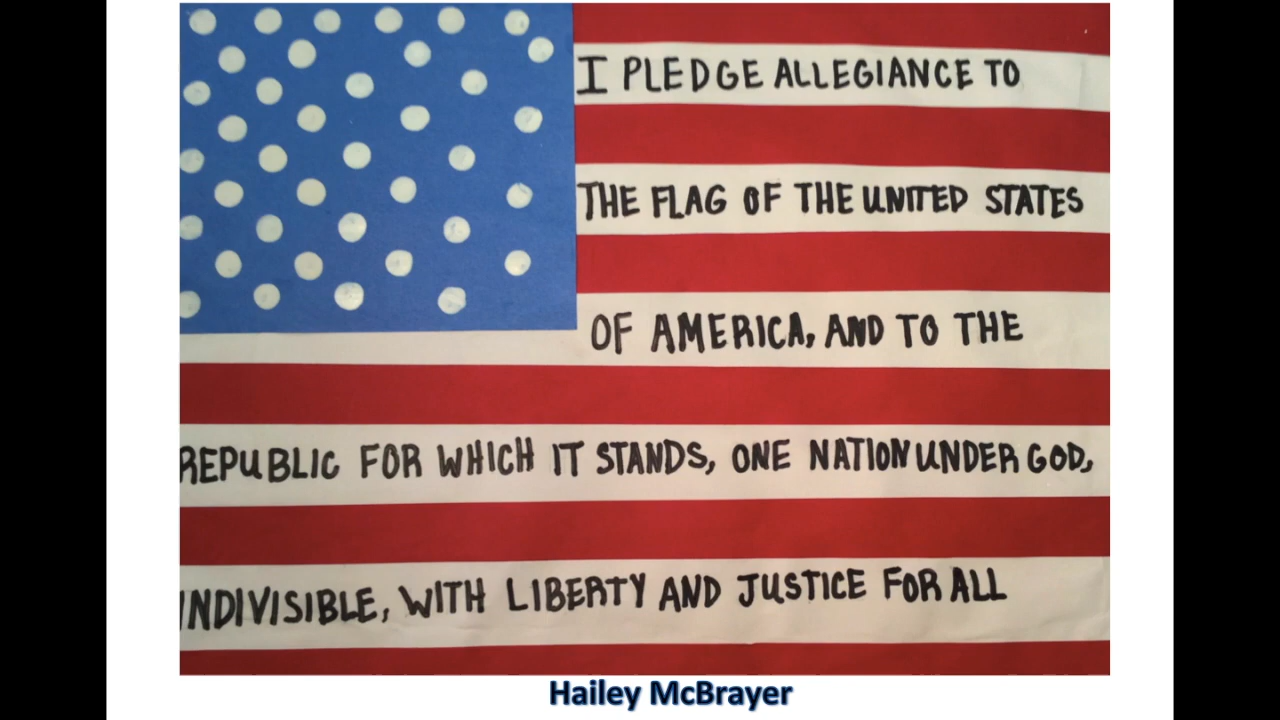 I PLEDGE ALLEGIANCE TO
THE FLAG OF THE UNITED STATES
OF AMERICA, AND TO THE
REPUBLIC FOR WHICH IT STANDS, ONE NATION UNDER GOD,
INDIVISIBLE, WITH LIBERTY AND JUSTICE FOR ALL
Hailey McBrayer